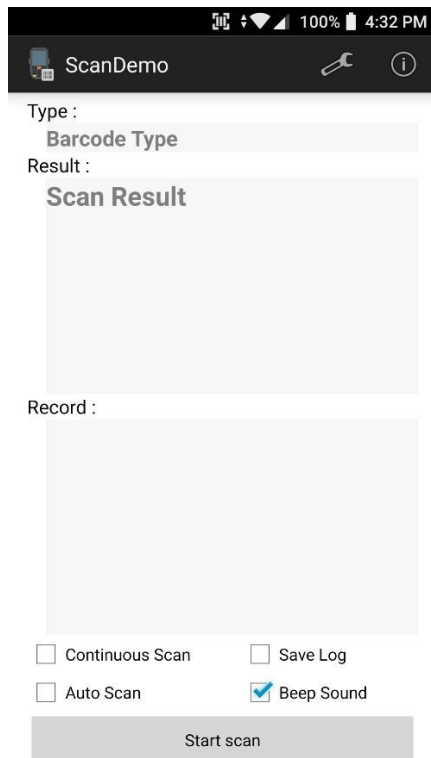 100% 4:32 PM
ScanDemo
Type :
Barcode Type
Result :
Scan Result
Record :
Continuous Scan Save Log
Auto Scan Beep Sound
Start scan